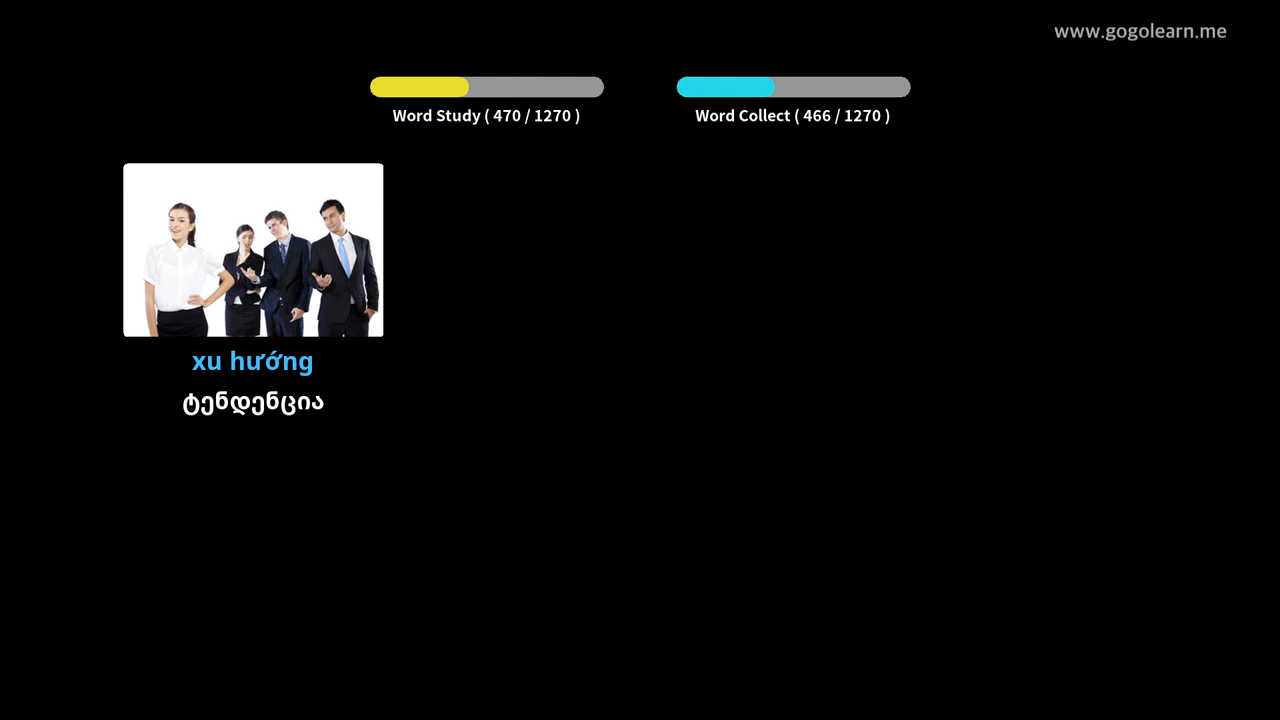 www.gogolearn.me
Word Study ( 470 / 1270 )
Word Collect ( 466 / 1270 )
xu hướng
ტენდენცია